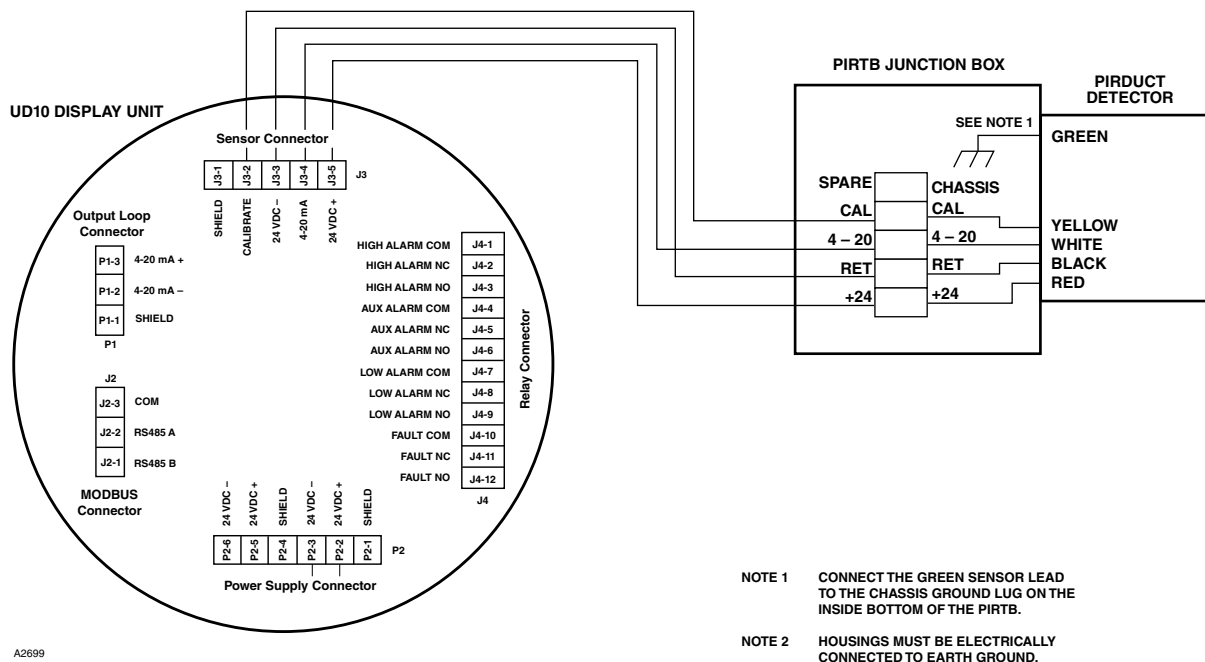 UD10 DISPLAY UNIT
Sensor Connector
J3-1
J3-2
J3-3
J3-4
J3-5
J3
SHIELD
CALIBRATE
24 VDC –
4-20 mA
24 VDC +
Output Loop
Connector
P1-3 4-20 mA +
P1-2 4-20 mA –
P1-1 SHIELD
P1
J2
J2-3 COM
J2-2 RS485 A
J2-1 RS485 B
MODBUS
Connector
HIGH ALARM COM J4-1
HIGH ALARM NC J4-2
HIGH ALARM NO J4-3
AUX ALARM COM J4-4
AUX ALARM NC J4-5
AUX ALARM NO J4-6
LOW ALARM COM J4-7
LOW ALARM NC J4-8
LOW ALARM NO J4-9
FAULT COM J4-10
FAULT NC J4-11
FAULT NO J4-12
J4
Relay Connector
24 VDC –
24 VDC +
SHIELD
24 VDC –
24 VDC +
SHIELD
P2-6
P2-5
P2-4
P2-3
P2-2
P2-1
P2
Power Supply Connector
PIRTB JUNCTION BOX
SEE NOTE 1
SPARE CHASSIS
CAL CAL
4 – 20 4 – 20
RET RET
+24 +24
PIRDUCT
DETECTOR
GREEN
YELLOW
WHITE
BLACK
RED
NOTE 1 CONNECT THE GREEN SENSOR LEAD
TO THE CHASSIS GROUND LUG ON THE
INSIDE BOTTOM OF THE PIRTB.
NOTE 2 HOUSINGS MUST BE ELECTRICALLY
CONNECTED TO EARTH GROUND.
A2699